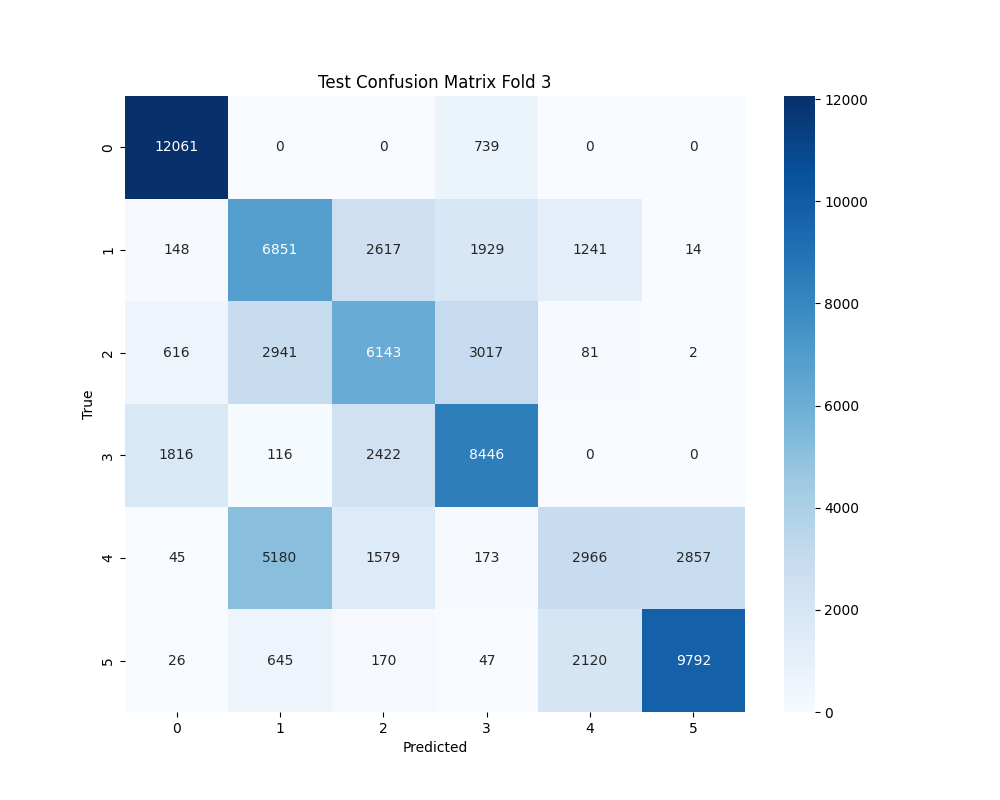 Test Confusion Matrix Fold 3
0 12061 0 0 739 0 0
1 148 6851 2617 1929 1241 14
2 616 2941 6143 3017 81 2
3 1816 116 2422 8446 0 0
4 45 5180 1579 173 2966 2857
5 26 645 170 47 2120 9792
0 1 2 3 4 5
Predicted
True
12000
10000
8000
6000
4000
2000
0